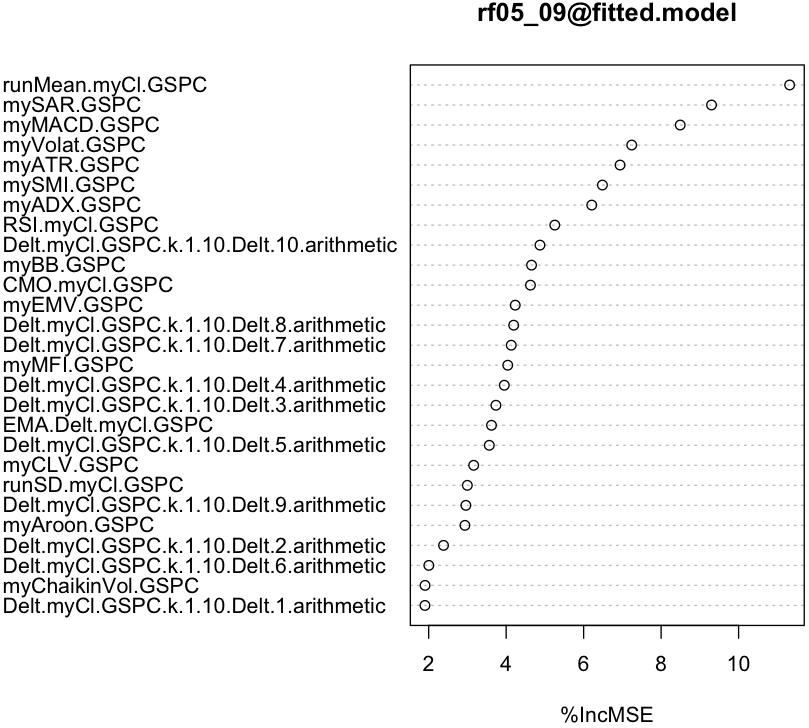 rf05_09@fitted.model
runMean.myCl.GSPC
mySAR.GSPC
myMACD.GSPC
myVolat.GSPC
myATR.GSPC
mySMI.GSPC
myADX.GSPC
RSI.myCl.GSPC
Delt.myCl.GSPC.k.1.10.Delt.10.arithmetic
myBB.GSPC
CMO.myCl.GSPC
myEMV.GSPC
Delt.myCl.GSPC.k.1.10.Delt.8.arithmetic
Delt.myCl.GSPC.k.1.10.Delt.7.arithmetic
myMFI.GSPC
Delt.myCl.GSPC.k.1.10.Delt.4.arithmetic
Delt.myCl.GSPC.k.1.10.Delt.3.arithmetic
EMA.Delt.myCl.GSPC
Delt.myCl.GSPC.k.1.10.Delt.5.arithmetic
myCLV.GSPC
runSD.myCl.GSPC
Delt.myCl.GSPC.k.1.10.Delt.9.arithmetic
myAroon.GSPC
Delt.myCl.GSPC.k.1.10.Delt.2.arithmetic
Delt.myCl.GSPC.k.1.10.Delt.6.arithmetic
myChaikinVol.GSPC
Delt.myCl.GSPC.k.1.10.Delt.1.arithmetic
2 4 6 8 10
%IncMSE